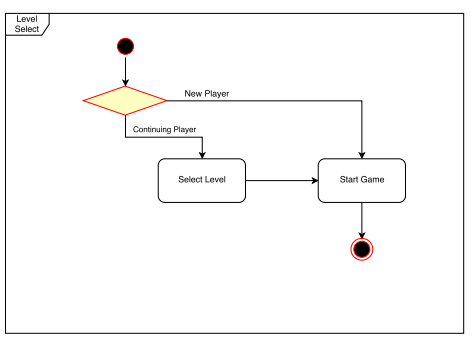 Level
Select
New Player
Continuing Player
Select Level
Start Game